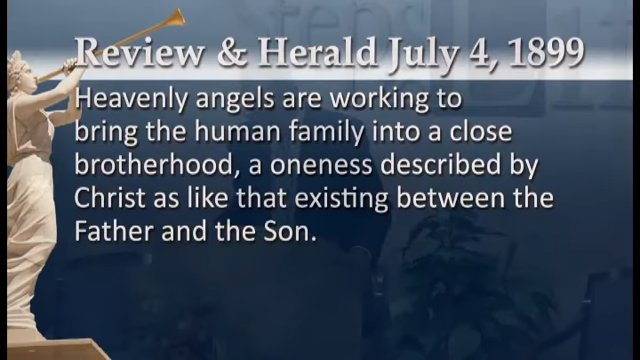 Review & Herald July 4, 1899
Heavenly angels are working to
bring the human family into a close
brotherhood, a oneness described by
Christ as like that existing between the
Father and the Son.